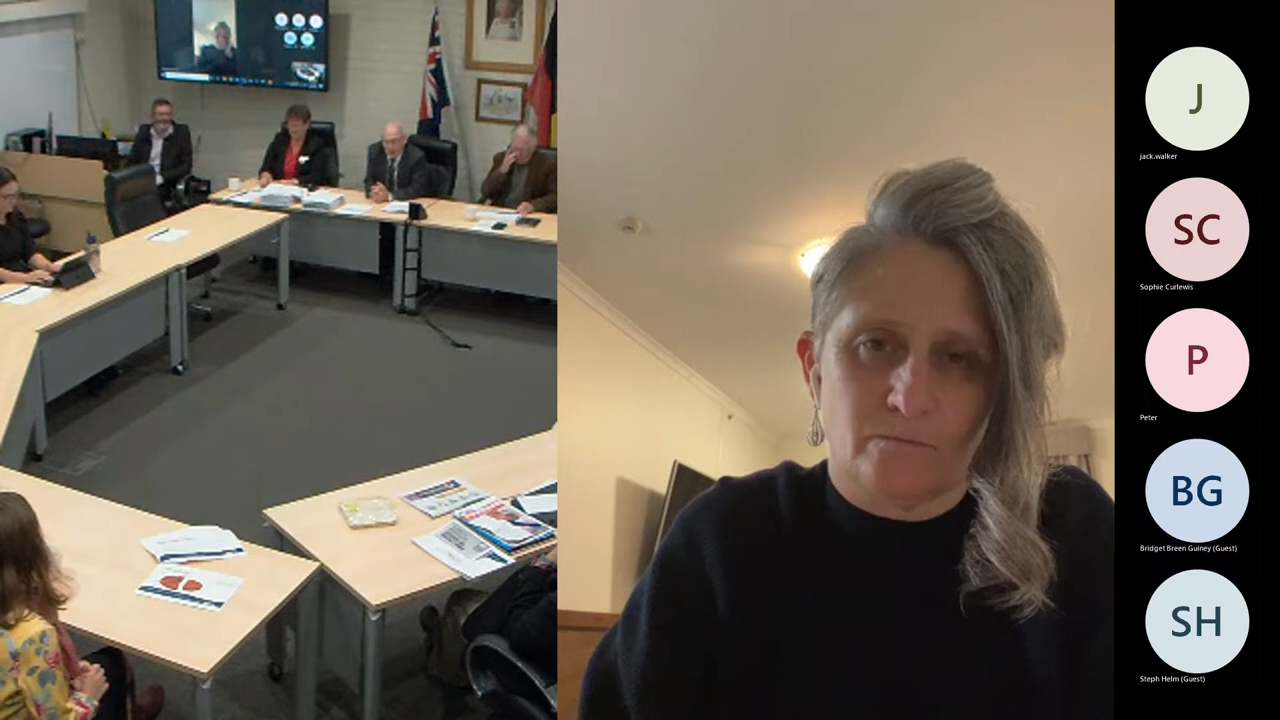 J
jack.walker
SC
Sophie Curlewis
P
Peter
BG
Bridget Breen Guiney (Guest)
SH
Steph Helm (Guest)